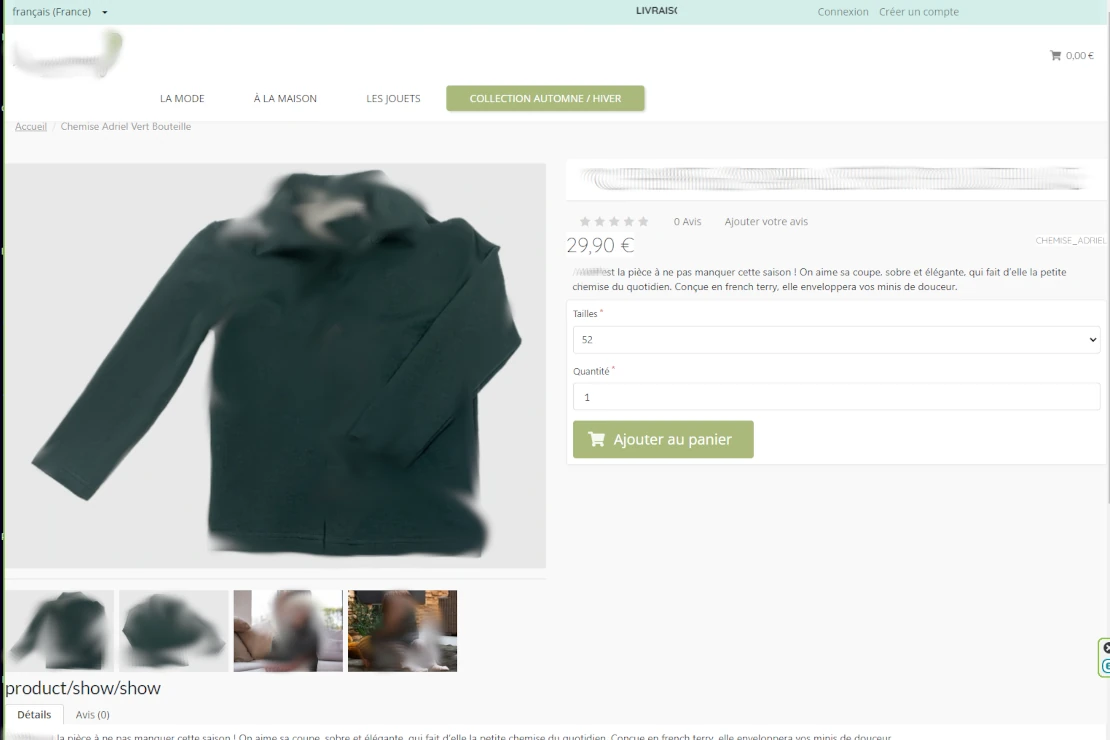 français (France)
LIVRAIS
Connexion Créer un compte
0,00 €
LA MODE À LA MAISON LES JOUETS COLLECTION AUTOMNE / HIVER
Accueil / Chemise Adriel Vert Bouteille
0 Avis Ajouter votre avis
29,90 €
CHEMISE_ADRIEL
est la pièce à ne pas manquer cette saison ! On aime sa coupe, sobre et élégante, qui fait d'elle la petite
chemise du quotidien. Conçue en french terry, elle enveloppera vos minis de douceur.
Tailles *
52
Quantité *
1
Ajouter au panier
product/show/show
Détails Avis (0)
la pièce à ne pas manquer cette saison ! On aime sa coupe, sobre et élégante, qui fait d'elle la petite chemise du quotidien. Conçue en french terry, elle enveloppera vos minis de douceur.